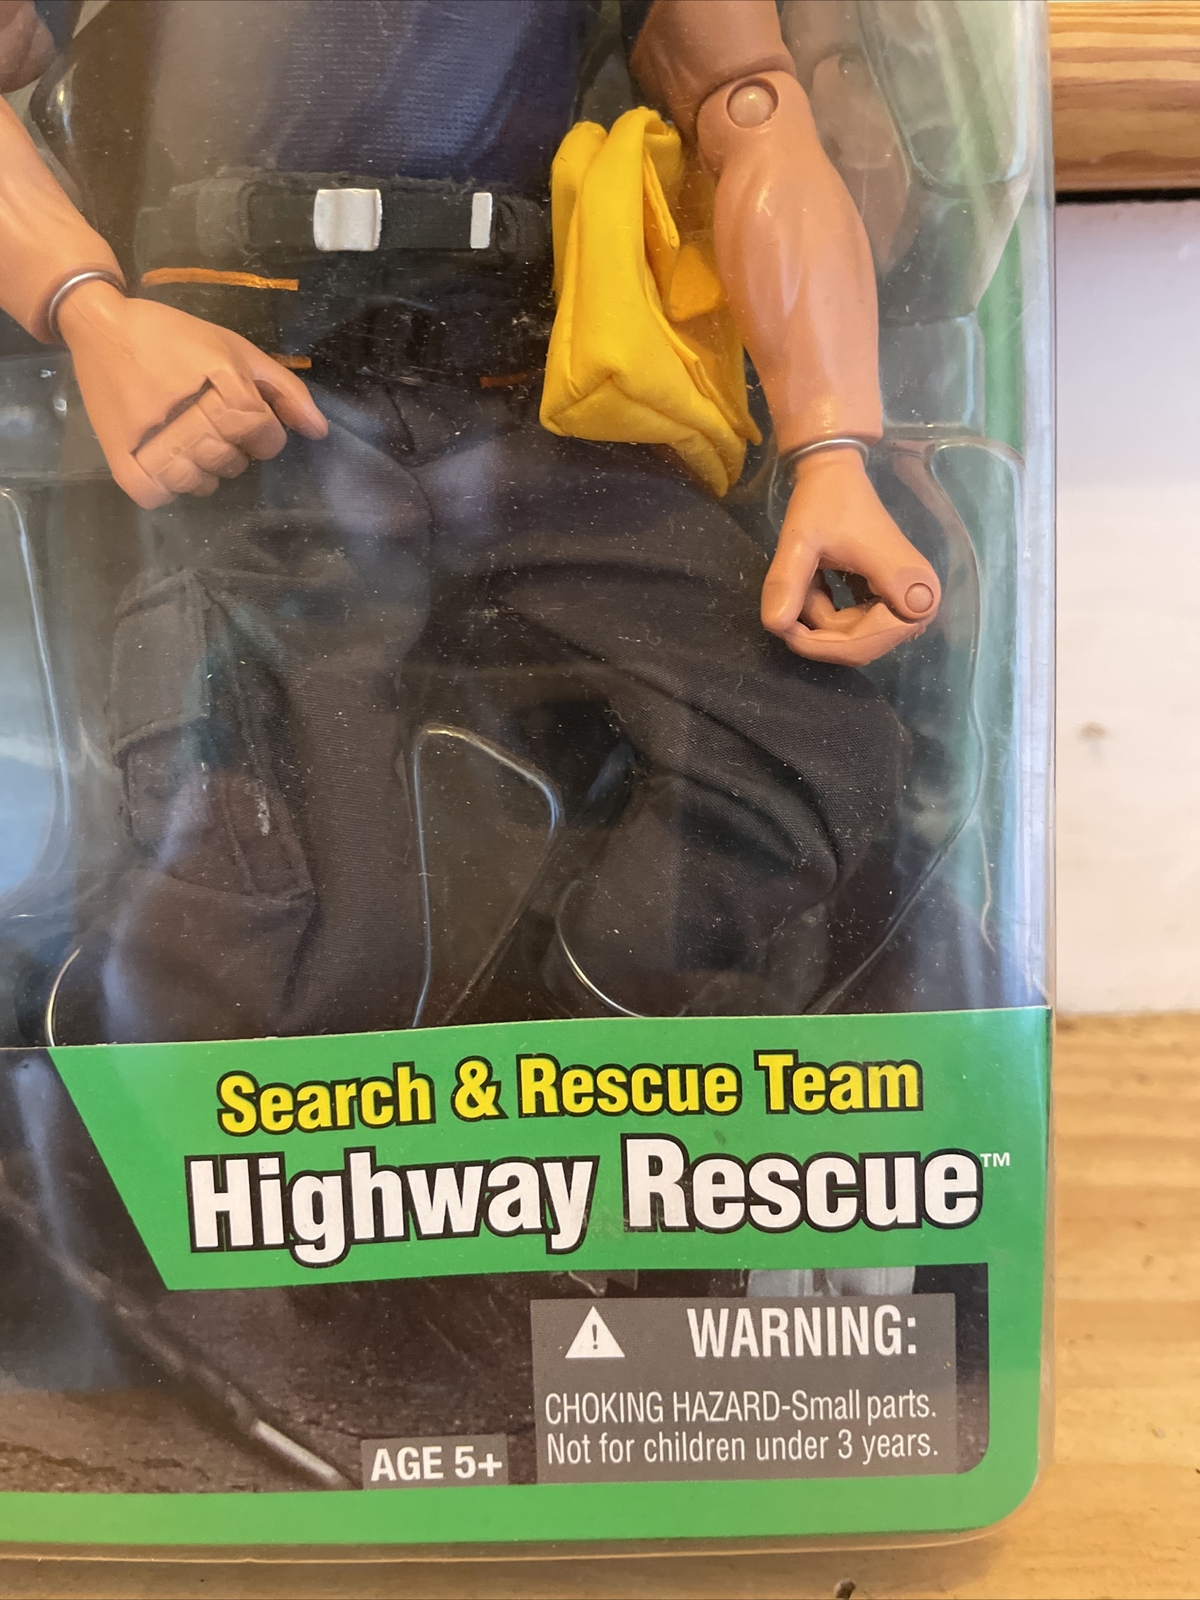 Search & Rescue Team
Highway Rescue™
WARNING:
CHOKING HAZARD-Small parts.
Not for children under 3 years.
AGE 5+